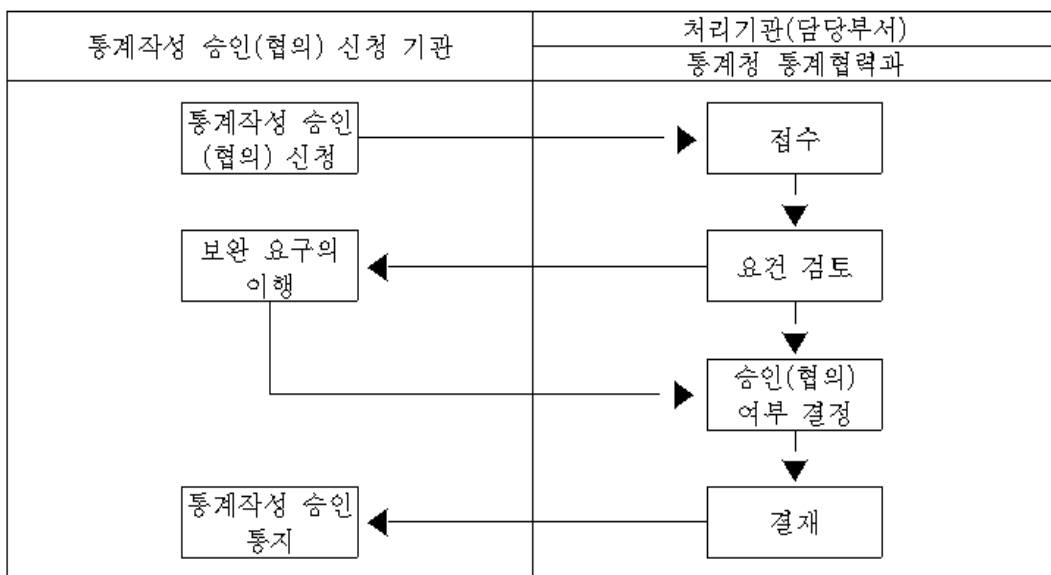 통계작성 승인(협의) 신청 기관
처리기관(담당부서)
통계청 통계협력과
통계작성 승인
(협의) 신청
접수
보완 요구의
이행
요건 검토
승인(협의)
여부 결정
통계작성 승인
통지
결재